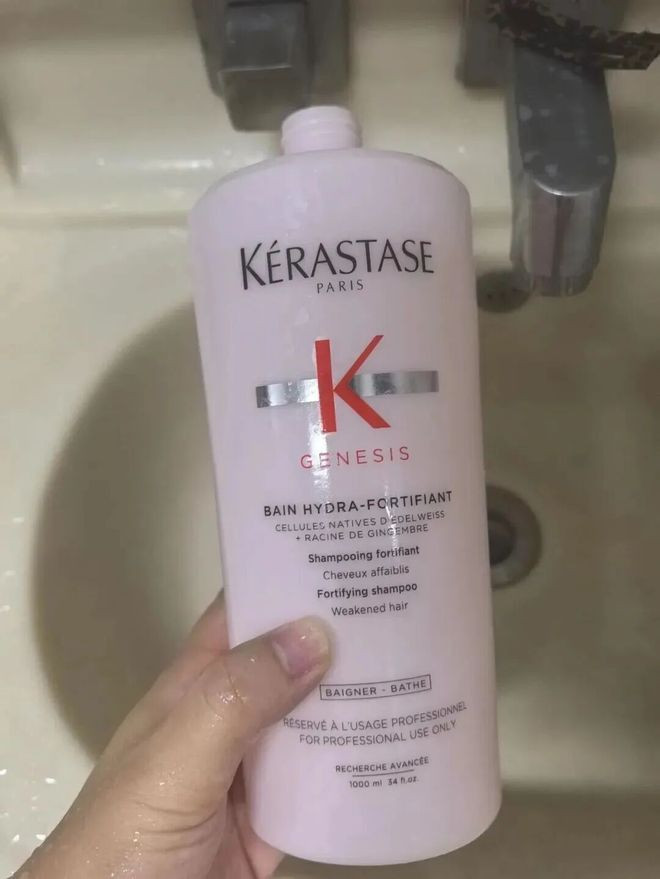 KÉRASTASE
PARIS
K
GENESIS
BAIN HYDRA-FORTIFIANT
CELLULES NATIVES D'EDELWEISS
+ RACINE DE GINGEMBRE
Shampooing fortifiant
Cheveux affaiblis
Fortifying shampoo
Weakened hair
BAIGNER - BATHE
RÉSERVÉ À L'USAGE PROFESSIONNEL
FOR PROFESSIONAL USE ONLY
RECHERCHE AVANCÉE
1000 ml 34 fl.oz.